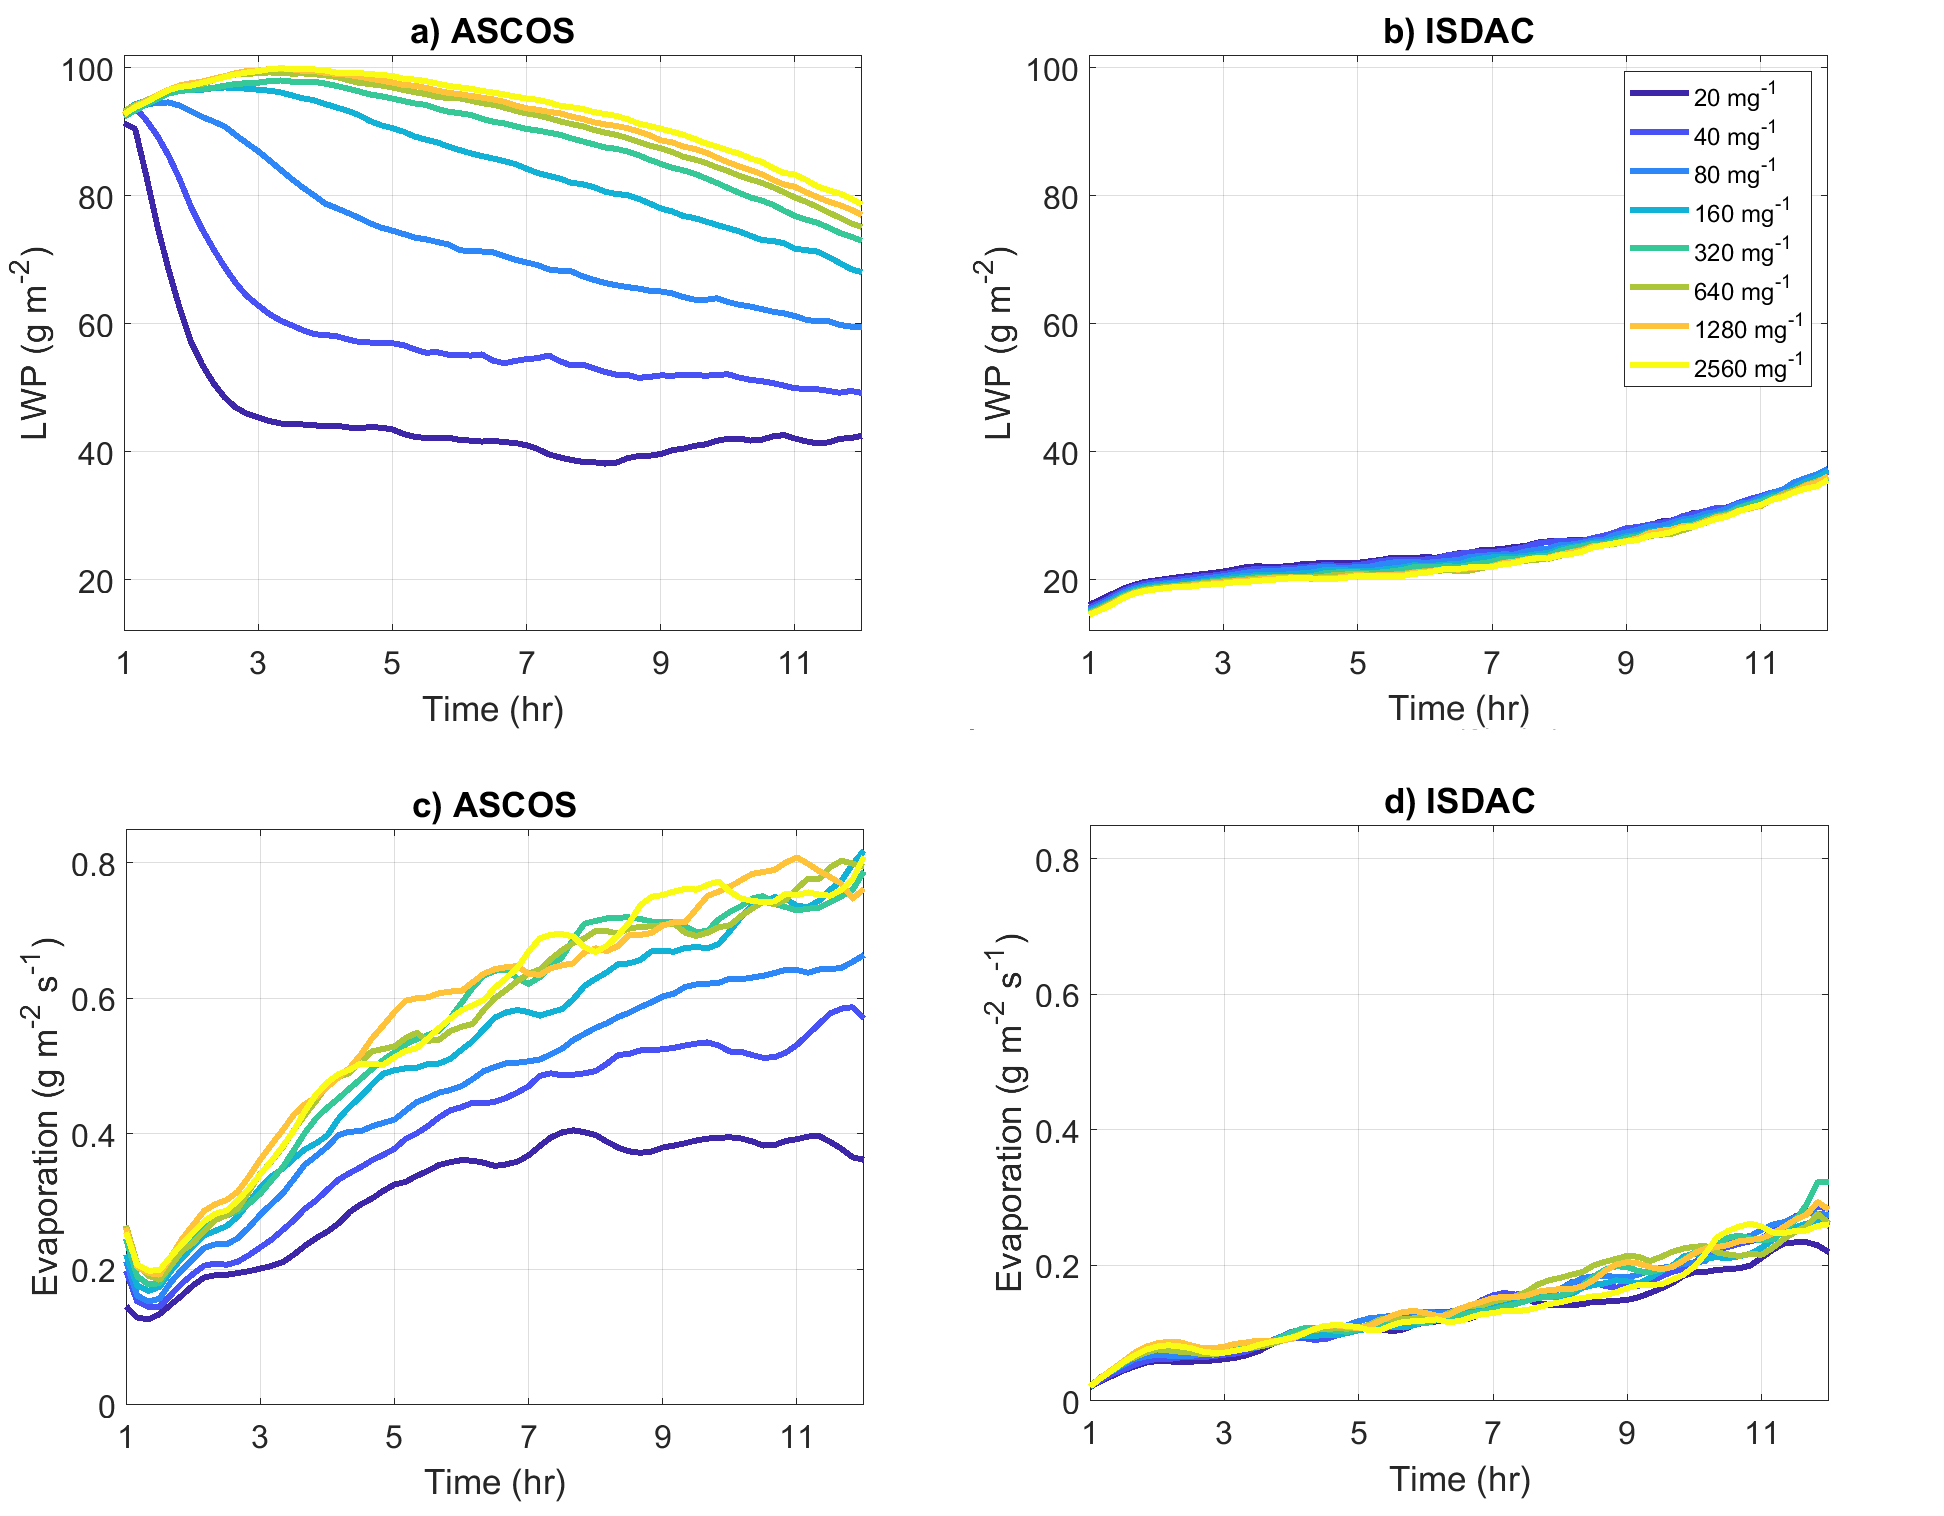 a) ASCOS
LWP (g m-2)
100
80
60
40
20
1 3 5 7 9 11
Time (hr)
b) ISDAC
LWP (g m-2)
100
80
60
40
20
1 3 5 7 9 11
Time (hr)
20 mg-1
40 mg-1
80 mg-1
160 mg-1
320 mg-1
640 mg-1
1280 mg-1
2560 mg-1
c) ASCOS
Evaporation (g m-2 s-1)
0.8
0.6
0.4
0.2
0
1 3 5 7 9 11
Time (hr)
d) ISDAC
Evaporation (g m-2 s-1)
0.8
0.6
0.4
0.2
0
1 3 5 7 9 11
Time (hr)